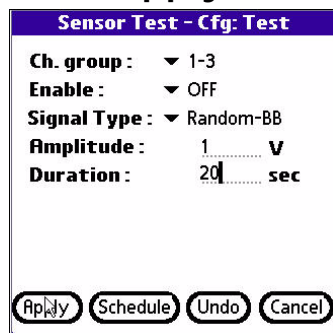 Sensor Test - Cfg: Test
Ch. group : 1-3
Enable : OFF
Signal Type : Random-BB
Amplitude : 1 V
Duration : 20 sec
Apply Schedule Undo Cancel